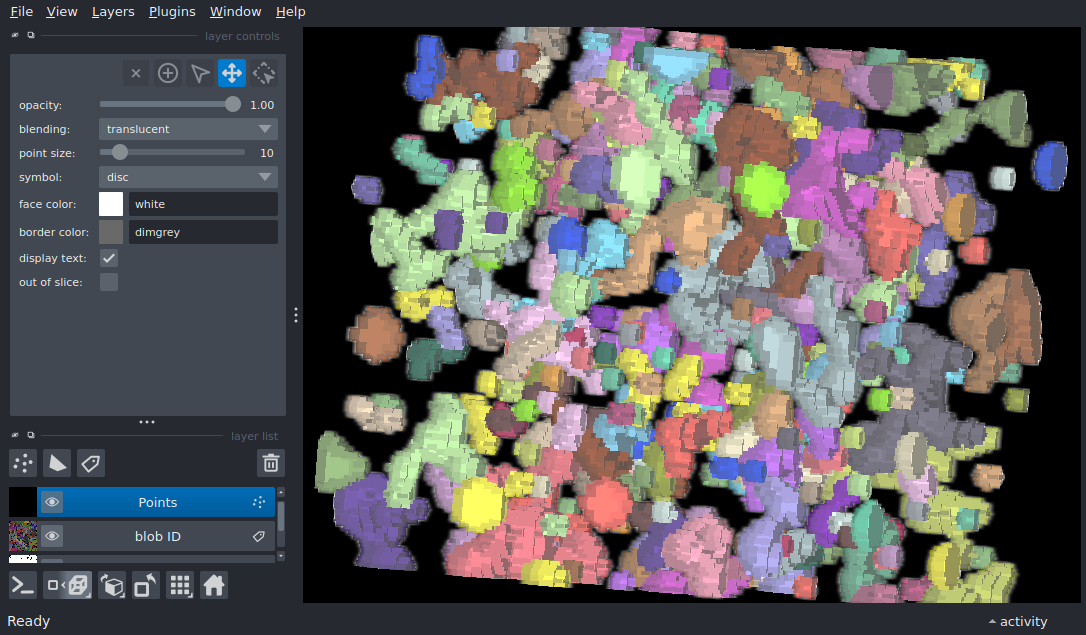 File View Layers Plugins Window Help
layer controls
opacity: 1.00
blending: translucent
point size: 10
symbol: disc
face color: white
border color: dimgrey
display text:
out of slice:
layer list
Points
blob ID
Ready activity